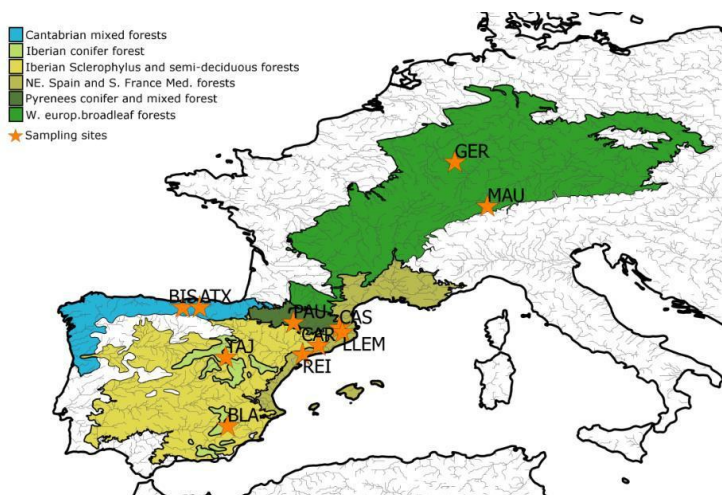 Cantabrian mixed forests
Iberian conifer forest
Iberian Sclerophylus and semi-deciduous forests
NE. Spain and S. France Med. forests
Pyrenees conifer and mixed forest
W. europ.broadleaf forests
Sampling sites
GER
MAU
BIS ATX
PAU
CAS
CAR
LLEM
TAJ
REI
BLA